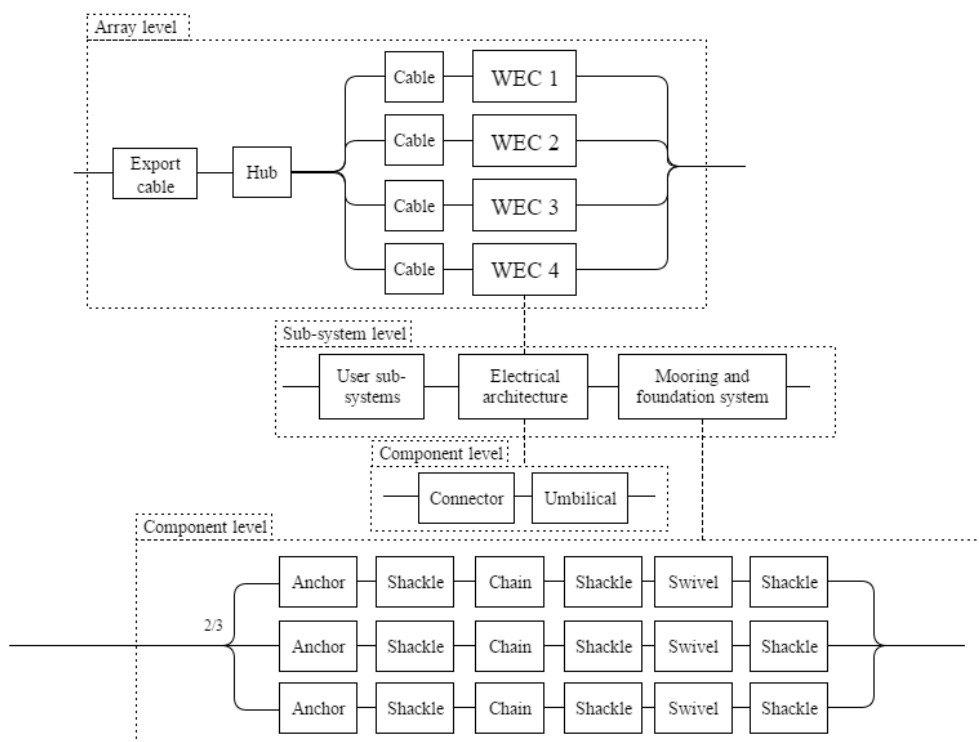 Array level
Cable
WEC 1
Cable
WEC 2
Export
cable
Hub
Cable
WEC 3
Cable
WEC 4
Sub-system level
User sub-
systems
Electrical
architecture
Mooring and
foundation system
Component level
Connector
Umbilical
Component level
Anchor
Shackle
Chain
Shackle
Swivel
Shackle
2/3
Anchor
Shackle
Chain
Shackle
Swivel
Shackle
Anchor
Shackle
Chain
Shackle
Swivel
Shackle